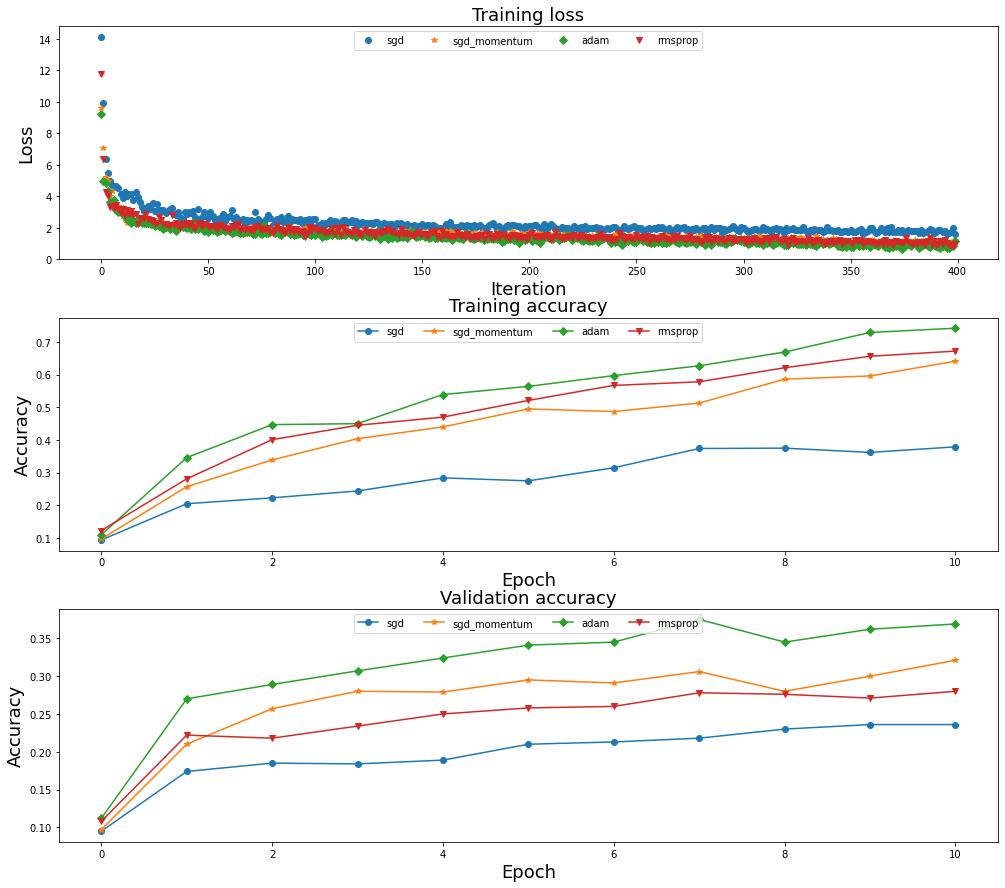 Training loss
sgd sgd_momentum adam rmsprop
14
12
10
8
6
4
2
0
Loss
0 50 100 150 200 250 300 350 400
Iteration
Training accuracy
sgd sgd_momentum adam rmsprop
0.7
0.6
0.5
0.4
0.3
0.2
0.1
Accuracy
0 2 4 6 8 10
Epoch
Validation accuracy
sgd sgd_momentum adam rmsprop
0.35
0.30
0.25
0.20
0.15
0.10
Accuracy
0 2 4 6 8 10
Epoch